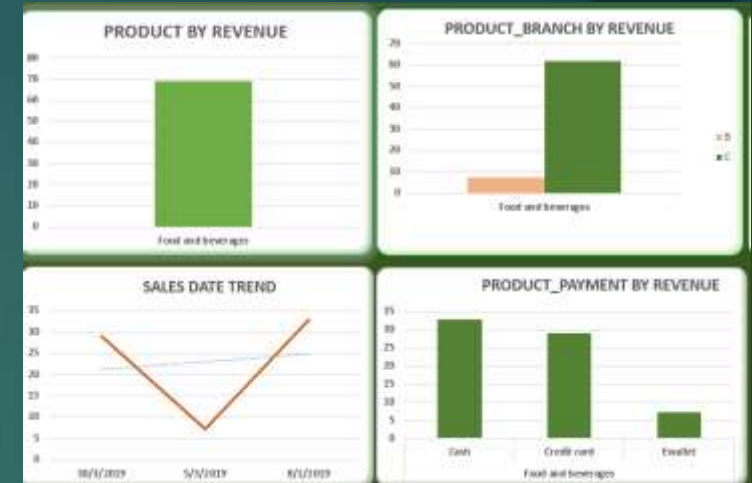 PRODUCT BY REVENUE
80
70
60
50
40
30
20
10
0
Food and beverages
PRODUCT_BRANCH BY REVENUE
70
60
50
40
30
20
10
0
Food and beverages
B
C
SALES DATE TREND
35
30
25
20
15
10
5
0
5/3/2019
8/1/2019
PRODUCT_PAYMENT BY REVENUE
35
30
25
20
15
10
5
0
Cash
Credit card
Ewallet
Food and beverages